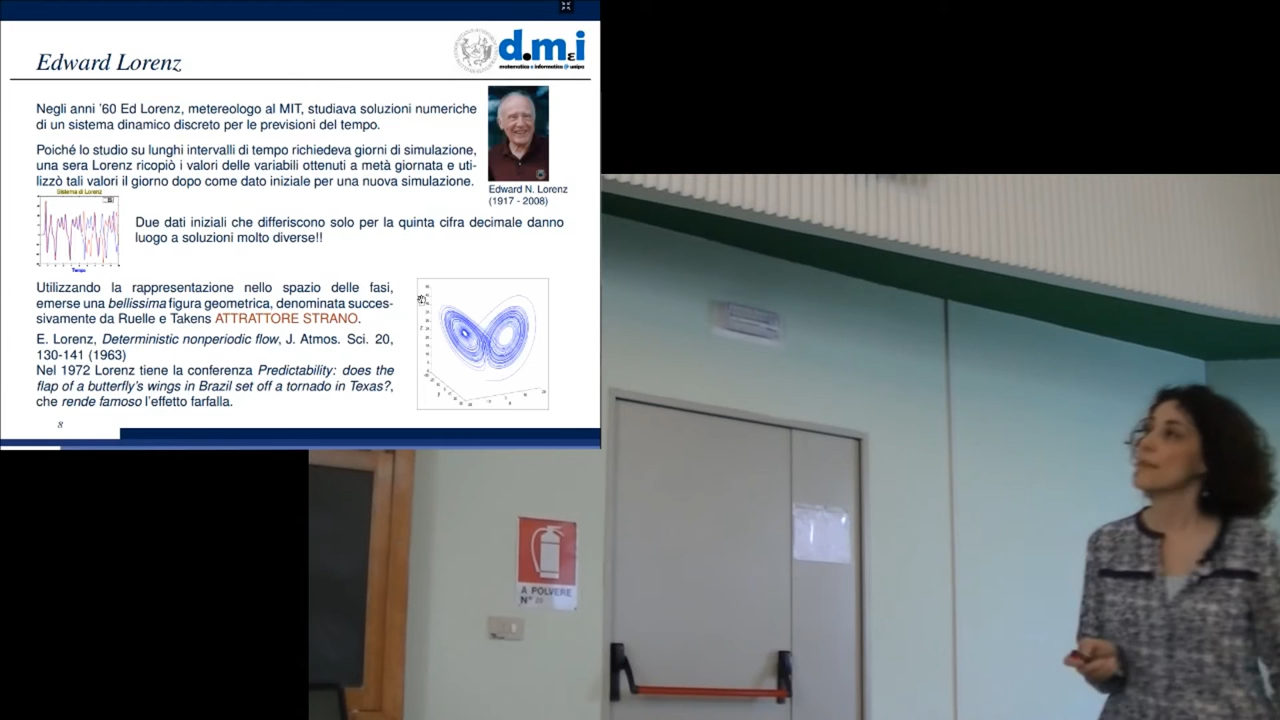 Edward Lorenz
d.mεi
matematica e informatica @ unipa
Negli anni ’60 Ed Lorenz, metereologo al MIT, studiava soluzioni numeriche
di un sistema dinamico discreto per le previsioni del tempo.
Poiché lo studio su lunghi intervalli di tempo richiedeva giorni di simulazione,
una sera Lorenz ricopiò i valori delle variabili ottenuti a metà giornata e uti-
lizzò tali valori il giorno dopo come dato iniziale per una nuova simulazione.
Edward N. Lorenz
(1917 - 2008)
Sistema di Lorenz
Tempo
Due dati iniziali che differiscono solo per la quinta cifra decimale danno
luogo a soluzioni molto diverse!!
Utilizzando la rappresentazione nello spazio delle fasi,
emerse una bellissima figura geometrica, denominata succes-
sivamente da Ruelle e Takens ATTRATTORE STRANO.
E. Lorenz, Deterministic nonperiodic flow, J. Atmos. Sci. 20,
130-141 (1963)
Nel 1972 Lorenz tiene la conferenza Predictability: does the
flap of a butterfly's wings in Brazil set off a tornado in Texas?,
che rende famoso l'effetto farfalla.
8
A POLVERE
N° 20